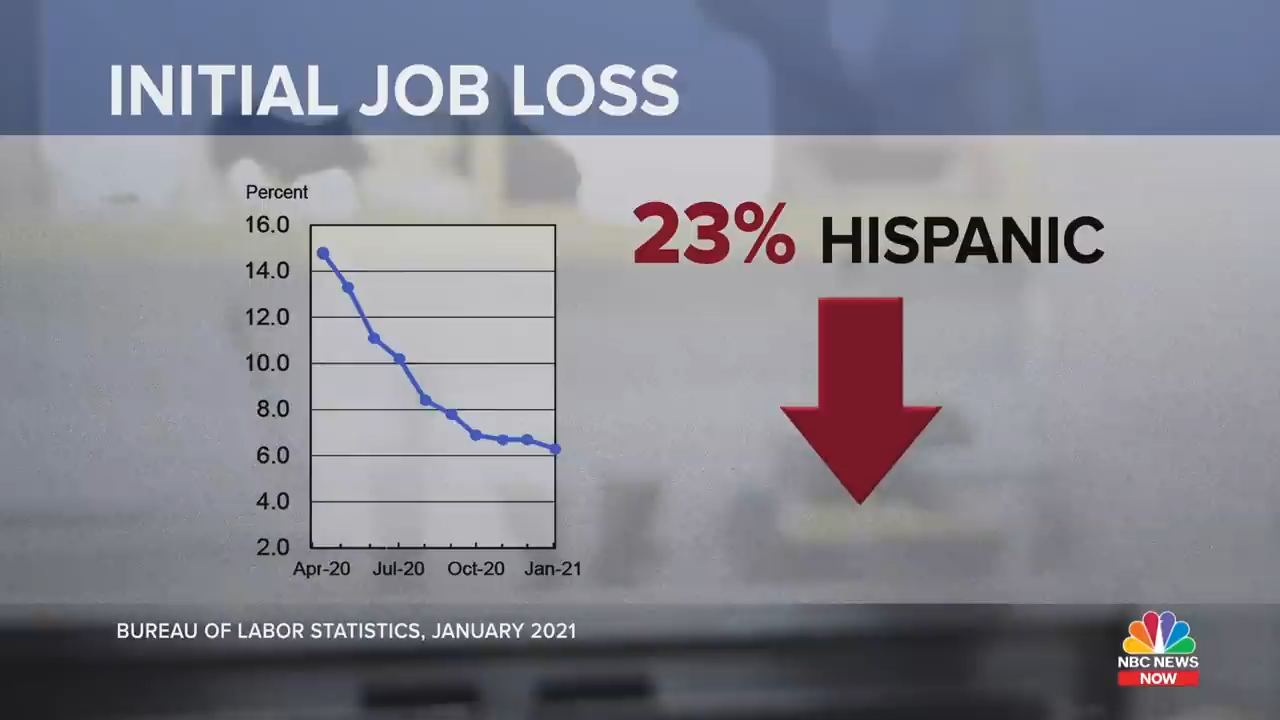 INITIAL JOB LOSS
Percent
16.0
14.0
12.0
10.0
8.0
6.0
4.0
2.0
Apr-20 Jul-20 Oct-20 Jan-21
23% HISPANIC
BUREAU OF LABOR STATISTICS, JANUARY 2021
NBC NEWS
NOW